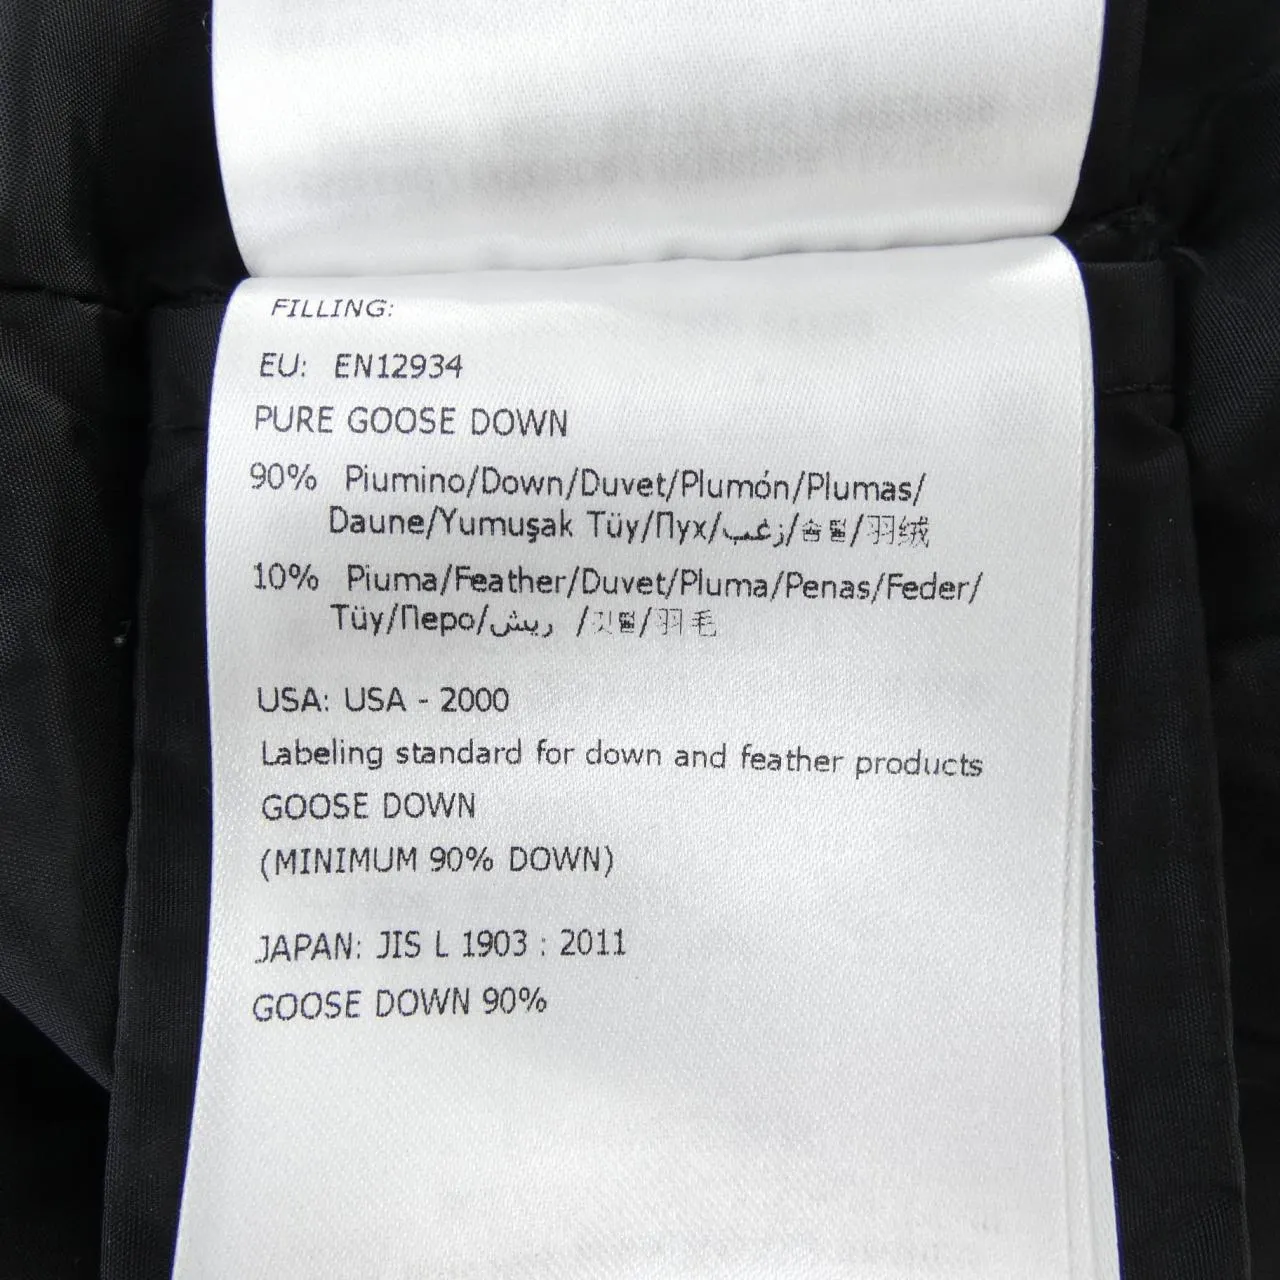 FILLING:
EU: EN12934
PURE GOOSE DOWN
90% Piumino/Down/Duvet/Plumón/Plumas/
Daune/Yumuşak Tüy/Пух/زغب/솜털/羽绒
10% Piuma/Feather/Duvet/Pluma/Penas/Feder/
Tüy/Перо/ريش /깃털/羽毛
USA: USA - 2000
Labeling standard for down and feather products
GOOSE DOWN
(MINIMUM 90% DOWN)
JAPAN: JIS L 1903 : 2011
GOOSE DOWN 90%